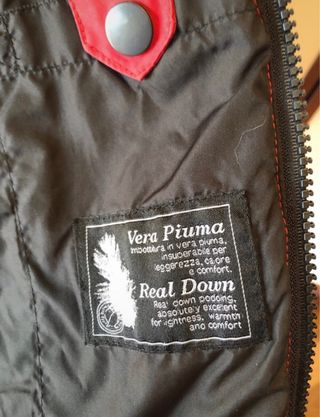 Vera Piuma
imbottitura in vera piuma,
insuperabile per
leggerezza, calore
e comfort.
Real Down
Real down podding,
absolutely excellent
for lightness, warmth
and comfort